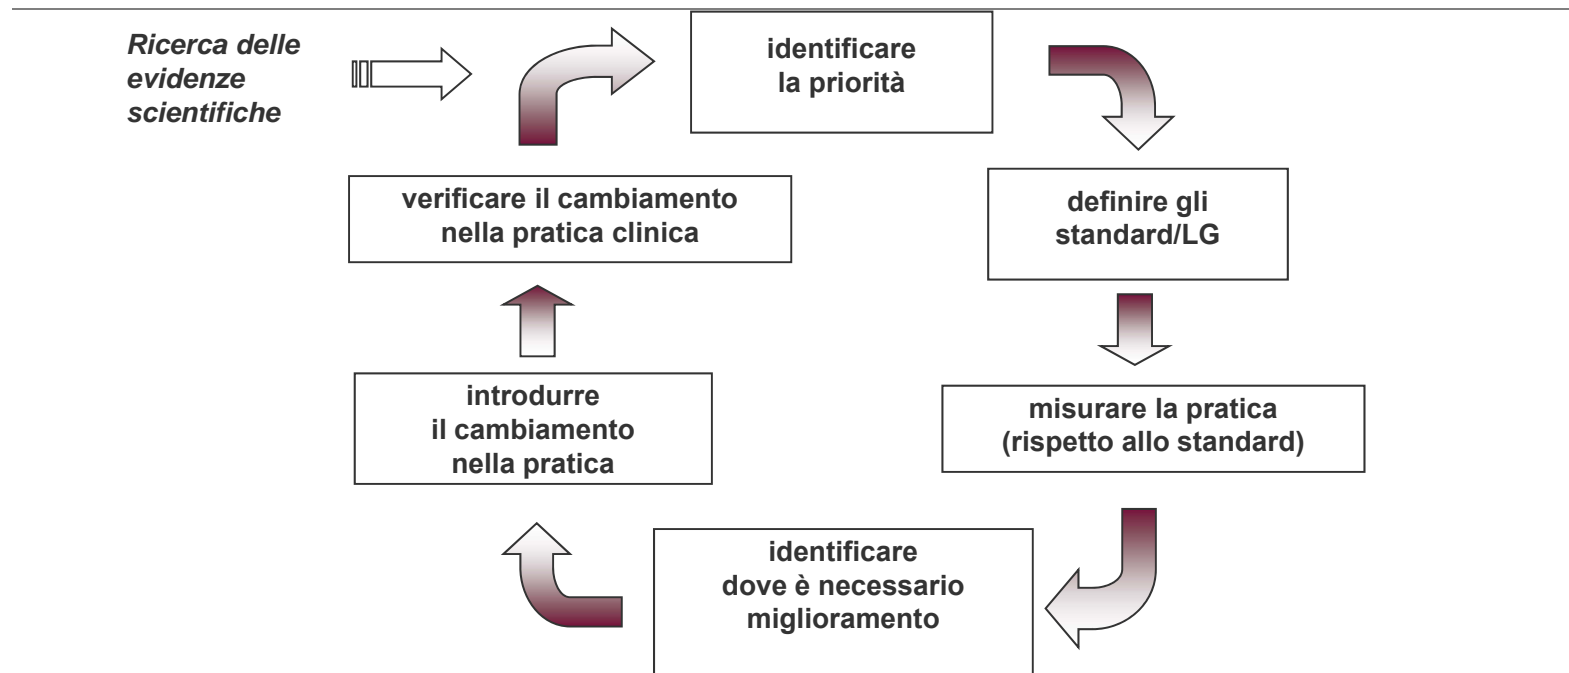 Ricerca delle
evidenze
scientifiche
identificare
la priorità
definire gli
standard/LG
misurare la pratica
(rispetto allo standard)
identificare
dove è necessario
miglioramento
introdurre
il cambiamento
nella pratica
verificare il cambiamento
nella pratica clinica